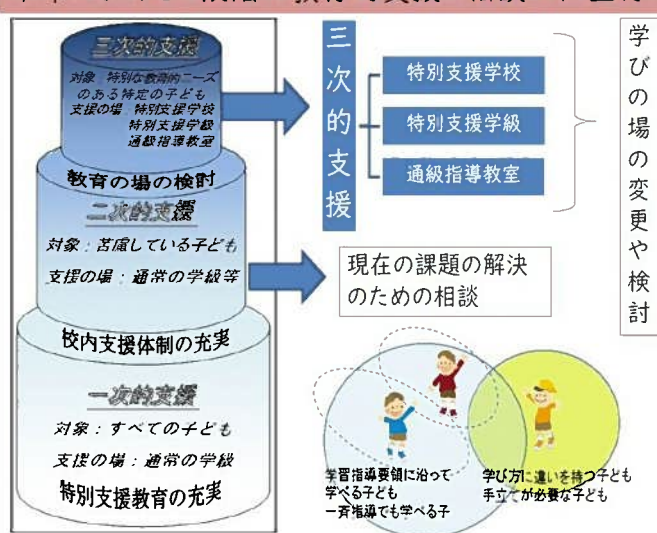 三次的支援
対象：特別な教育的ニーズ
のある特定の子ども
支援の場：特別支援学校
特別支援学級
通級指導教室
教育の場の検討
二次的支援
対象：苦慮している子ども
支援の場：通常の学級等
校内支援体制の充実
一次的支援
対象：すべての子ども
支援の場：通常の学級
特別支援教育の充実
三次的支援
特別支援学校
特別支援学級
通級指導教室
学びの場の変更や検討
現在の課題の解決
のための相談
学習指導要領に沿って
学べる子ども
一斉指導でも学べる子
学び方に違いを持つ子ども
手立てが必要な子ども